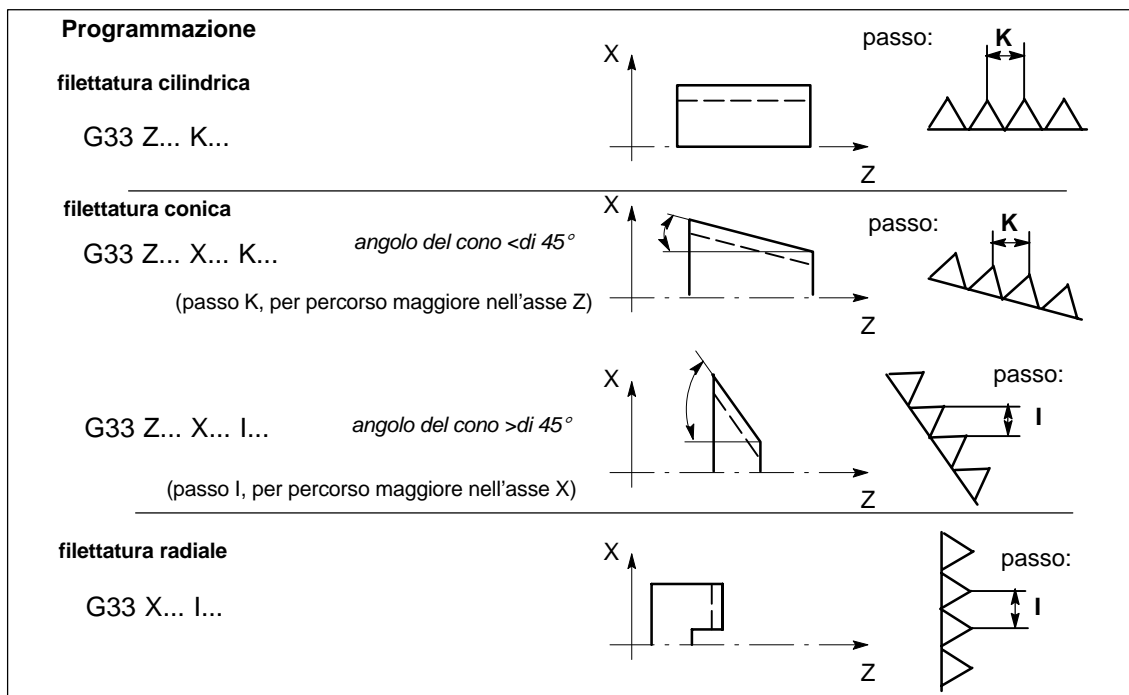 Programmazione
passo:
K
X
filettatura cilindrica
G33 Z... K...
Z
filettatura conica
X
passo:
K
angolo del cono <di 45°
G33 Z... X... K...
(passo K, per percorso maggiore nell'asse Z)
Z
X
passo:
I
G33 Z... X... I...
angolo del cono >di 45°
(passo I, per percorso maggiore nell'asse X)
Z
filettatura radiale
X
passo:
I
G33 X... I...
Z